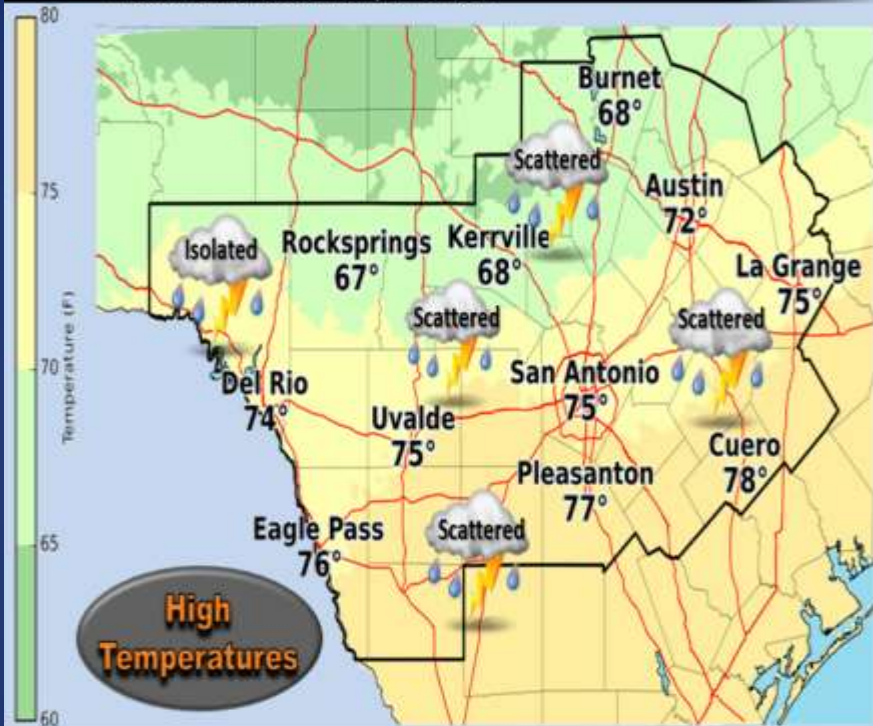 80
75
70
65
60
Temperature (F)
Burnet
68°
Scattered
Austin
72°
Isolated
Rocksprings
67°
Kerrville
68°
La Grange
75°
Scattered
Scattered
Del Rio
74°
San Antonio
75°
Uvalde
75°
Cuero
78°
Pleasanton
77°
Eagle Pass
76°
Scattered
High
Temperatures